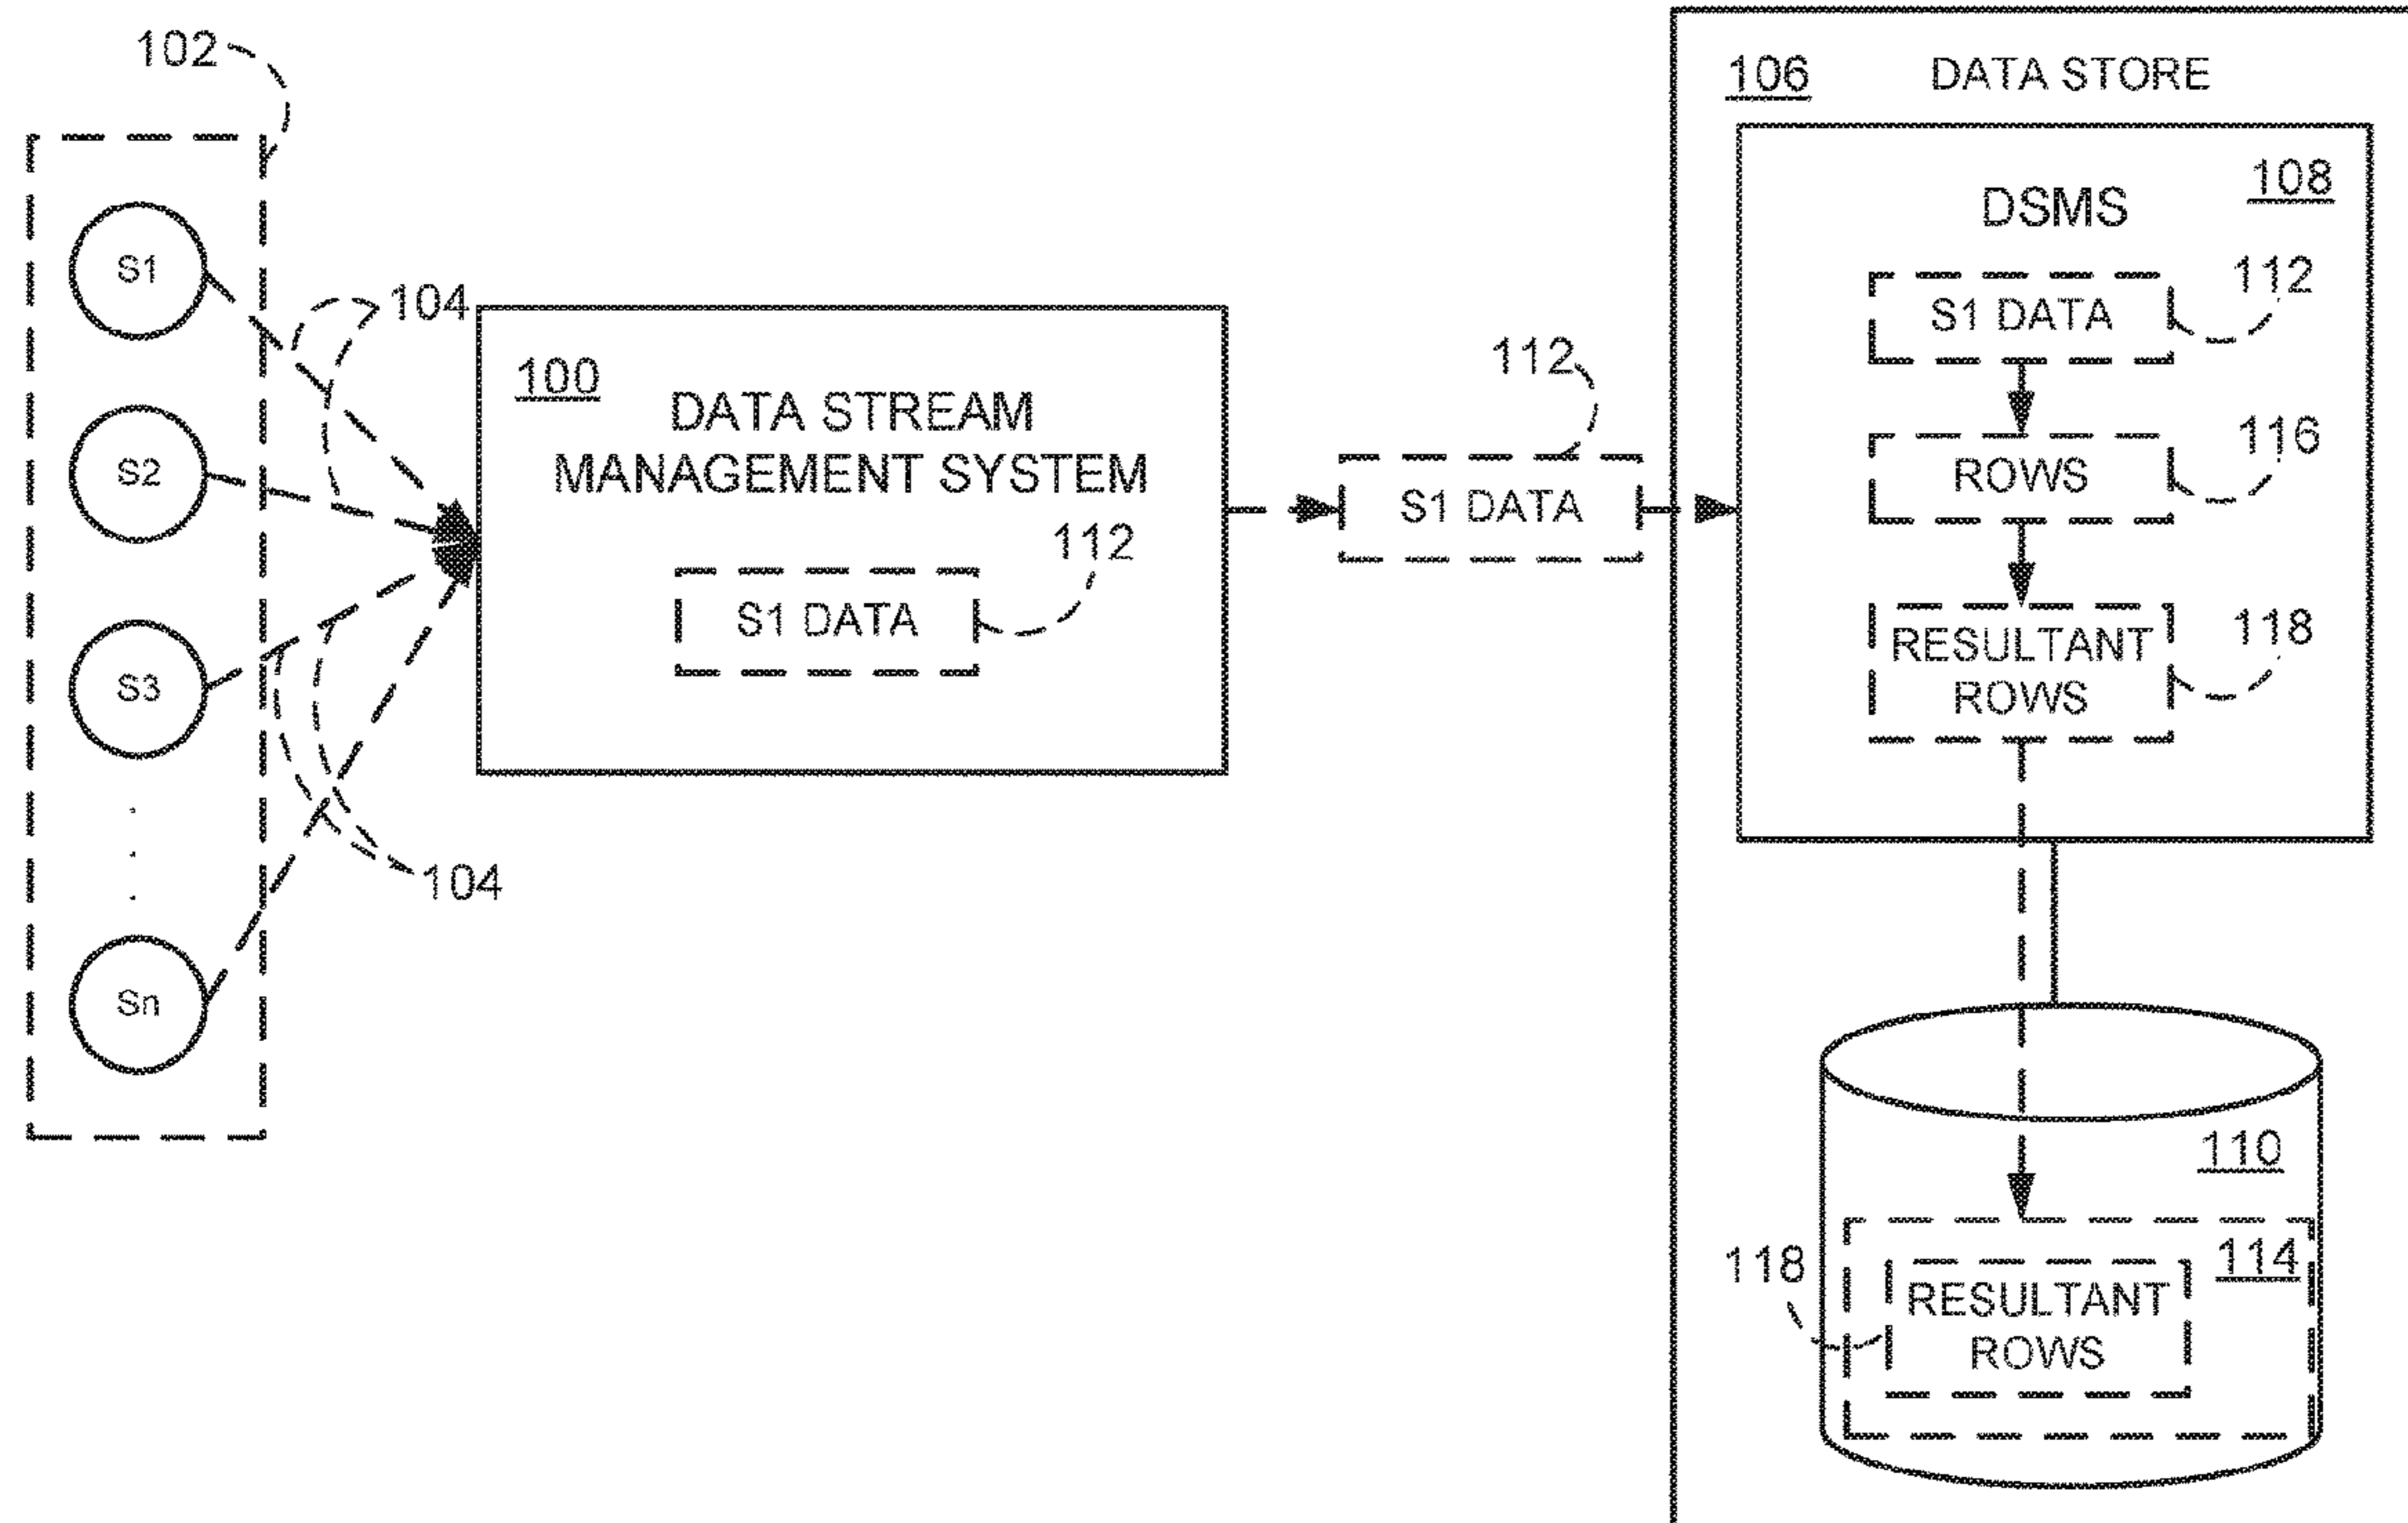 102
S1
S2
S3
.
.
.
Sn
104
104
100
DATA STREAM
MANAGEMENT SYSTEM
112
S1 DATA
112
S1 DATA
106
DATA STORE
108
DSMS
112
S1 DATA
116
ROWS
118
RESULTANT
ROWS
110
114
118
RESULTANT
ROWS